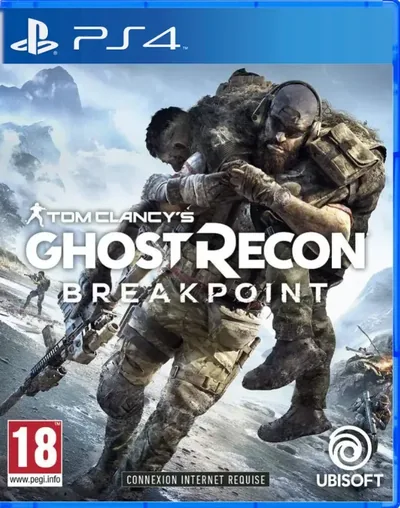 PS4
TOM CLANCY'S
GHOST RECON
BREAKPOINT
18
www.pegi.info
CONNEXION INTERNET REQUISE
UBISOFT